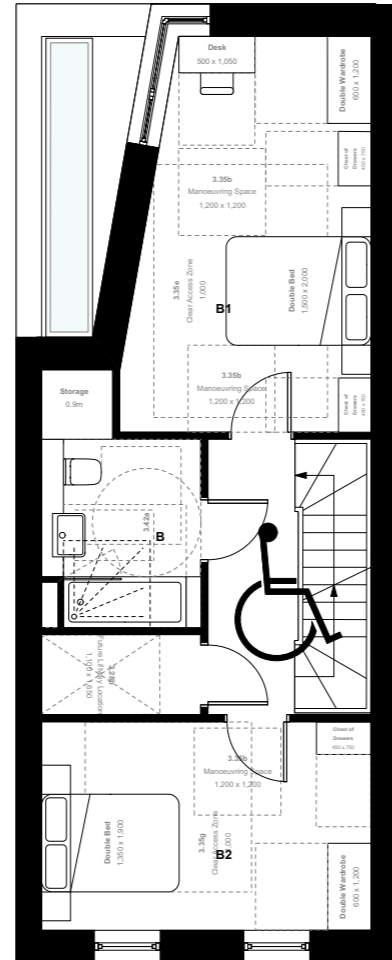 Desk
500 x 1,050
Double Wardrobe
600 x 1,200
Chest of
Drawers
450 x 750
3.35b
Manoeuvring Space
1,200 x 1,200
3.35e
Clear Access Zone
1,000
B1
Double Bed
1,500 x 2,000
3.35b
Manoeuvring Space
1,200 x 1,200
Chest of
Drawers
450 x 750
Storage
0.9m
3.42a
B
3.28b
Future Liftway Location
1,100 x 1,650
Chest of
Drawers
450 x 750
3.35b
Manoeuvring Space
1,200 x 1,200
3.35g
Clear Access Zone
B2
Double Bed
1,350 x 1,900
Double Wardrobe
600 x 1,200